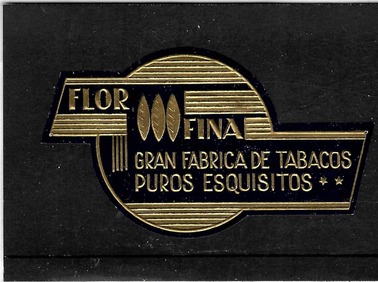 FLOR
FINA
GRAN FABRICA DE TABACOS
PUROS ESQUISITOS **